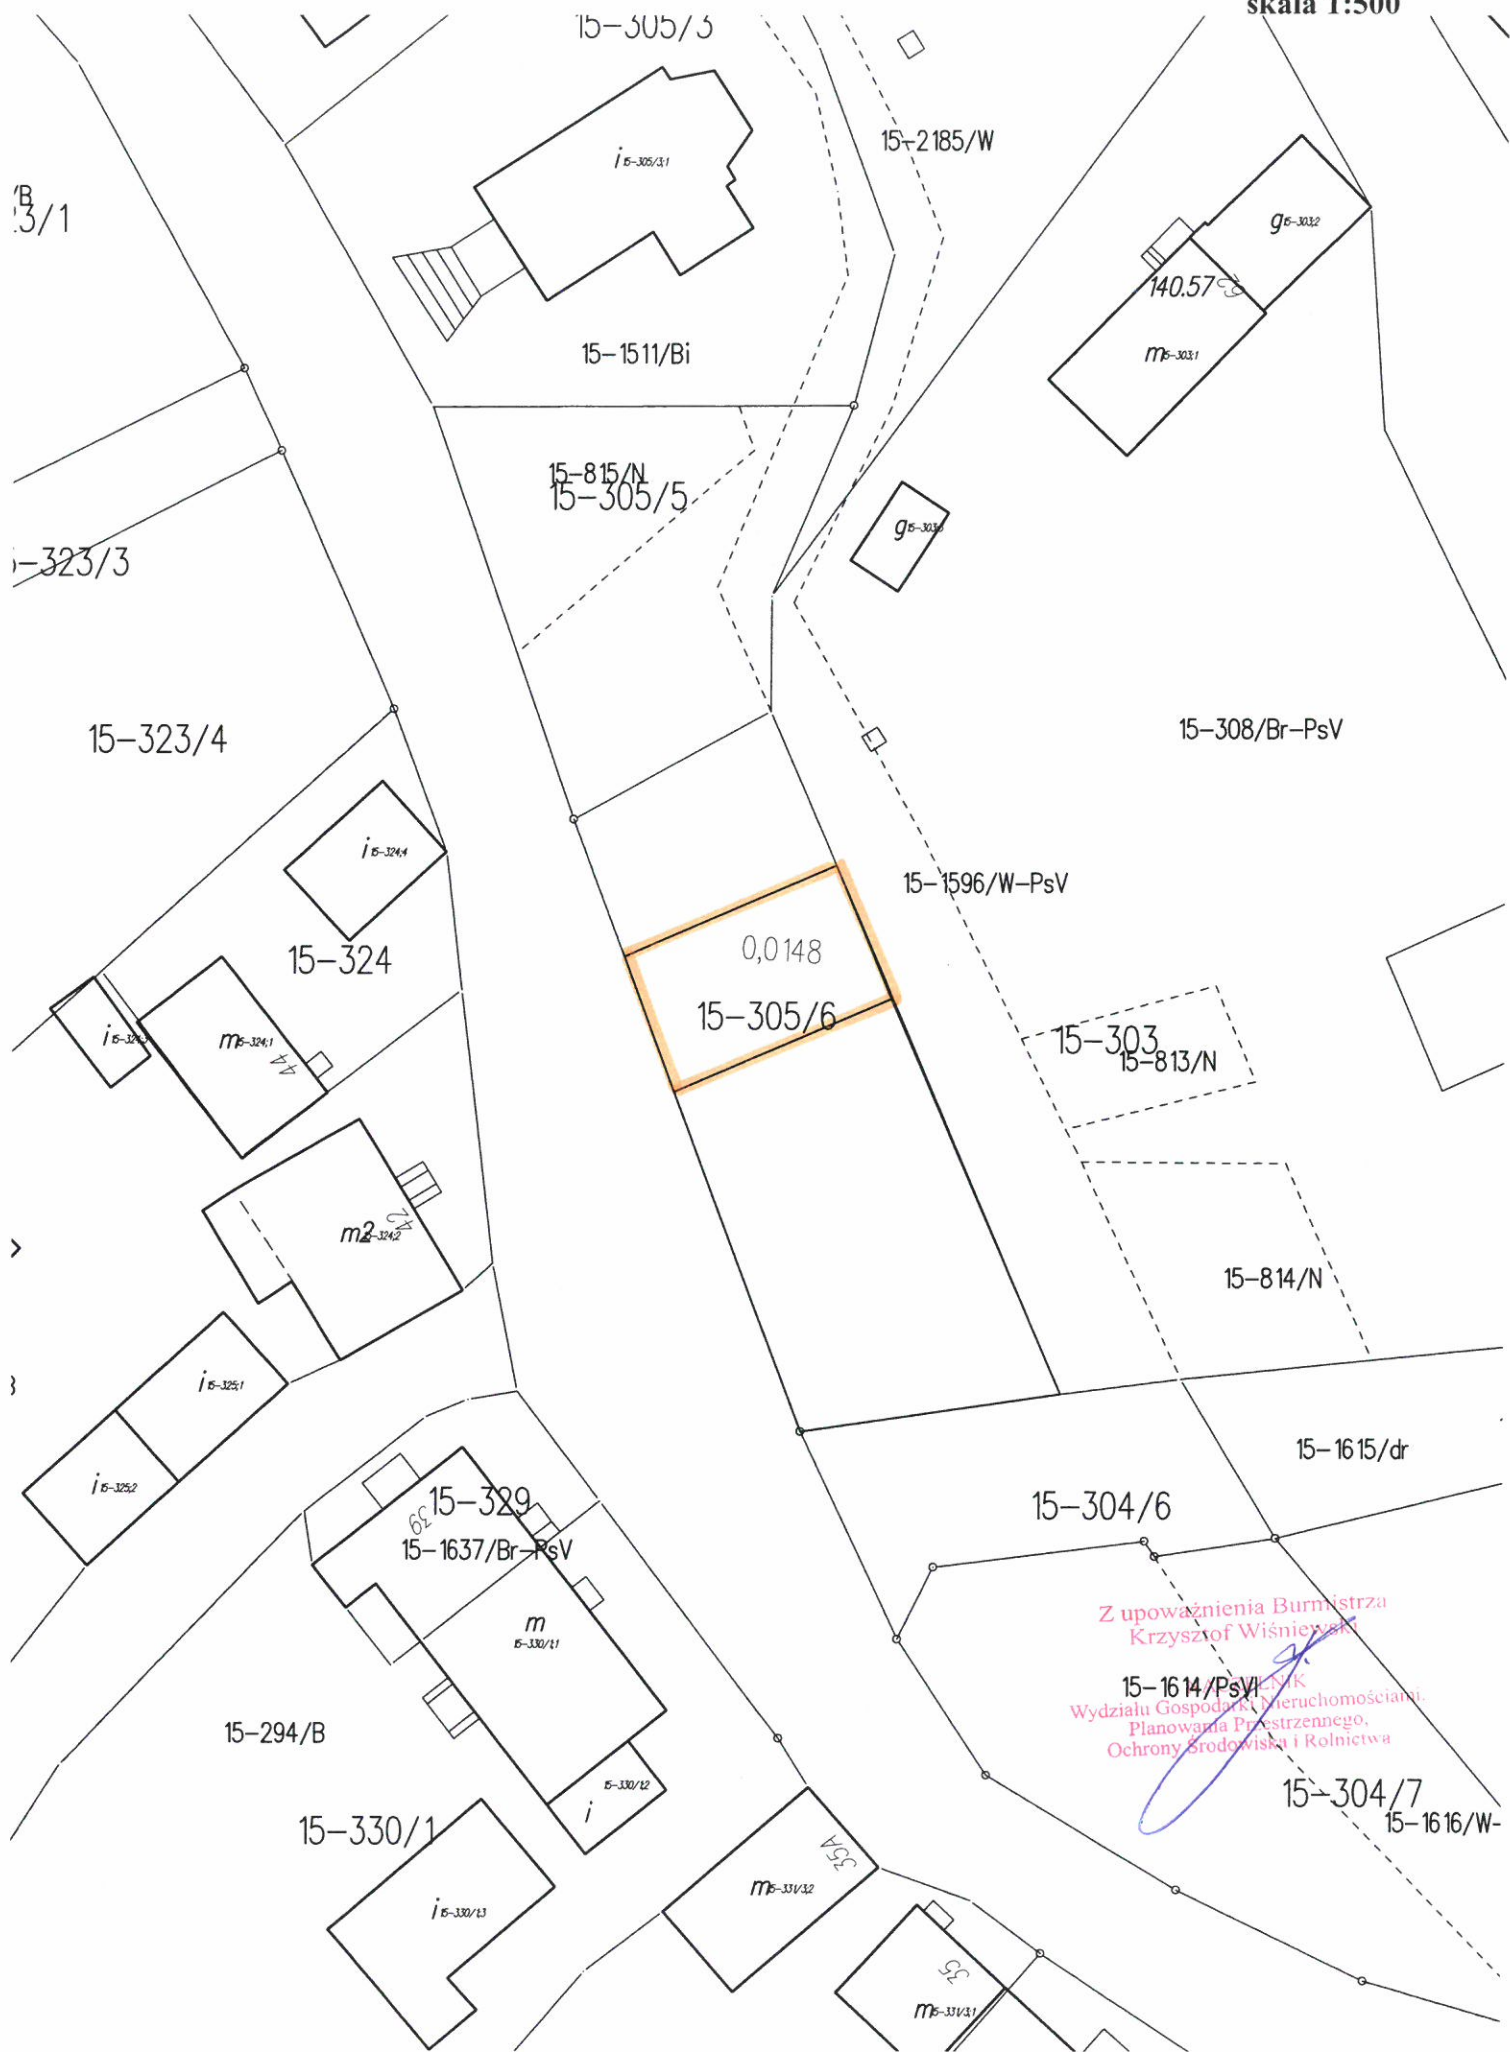 skala 1:500
15-305/3
i 15-305/3;1
15-2185/W
/B
23/1
g 15-303;2
140.57
m 15-303;1
15-1511/Bi
15-815/N
15-305/5
g 15-303;3
5-323/3
15-323/4
15-308/Br-PsV
i 15-324;4
15-1596/W-PsV
0,0148
15-324
15-305/6
i 15-324;3
m 15-324;1
44
15-303
15-813/N
42
m2 15-324;2
15-814/N
i 15-325;1
15-1615/dr
i 15-325;2
15-329
39
15-304/6
15-1637/Br-PsV
Z upoważnienia Burmistrza
Krzysztof Wiśniewski
m
15-330/1;1
15-1614/PsVI
NACZELNIK
Wydziału Gospodarki Nieruchomościami,
Planowania Przestrzennego,
Ochrony Środowiska i Rolnictwa
15-294/B
15-330/1;2
i
15-304/7
15-1616/W-
15-330/1
35A
m 15-331/3;2
i 15-330/1;3
35
m 15-331/3;1